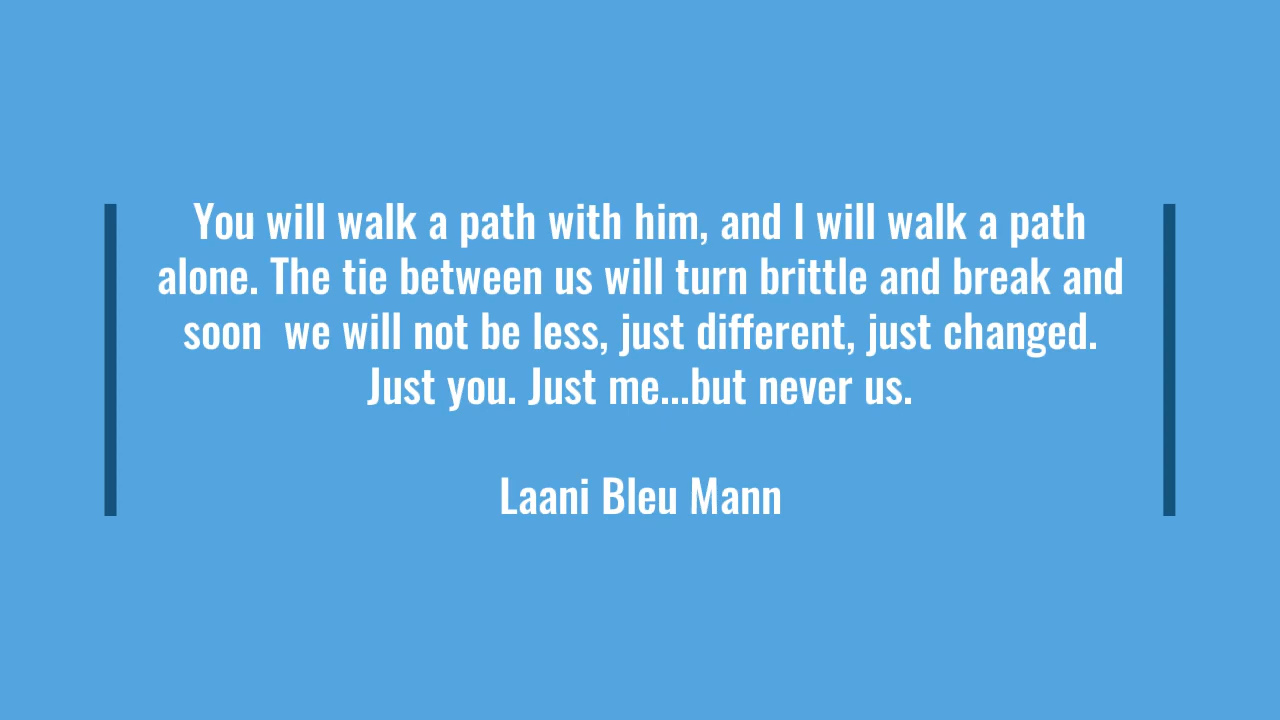 You will walk a path with him, and I will walk a path
alone. The tie between us will turn brittle and break and
soon  we will not be less, just different, just changed.
Just you. Just me...but never us.
Laani Bleu Mann